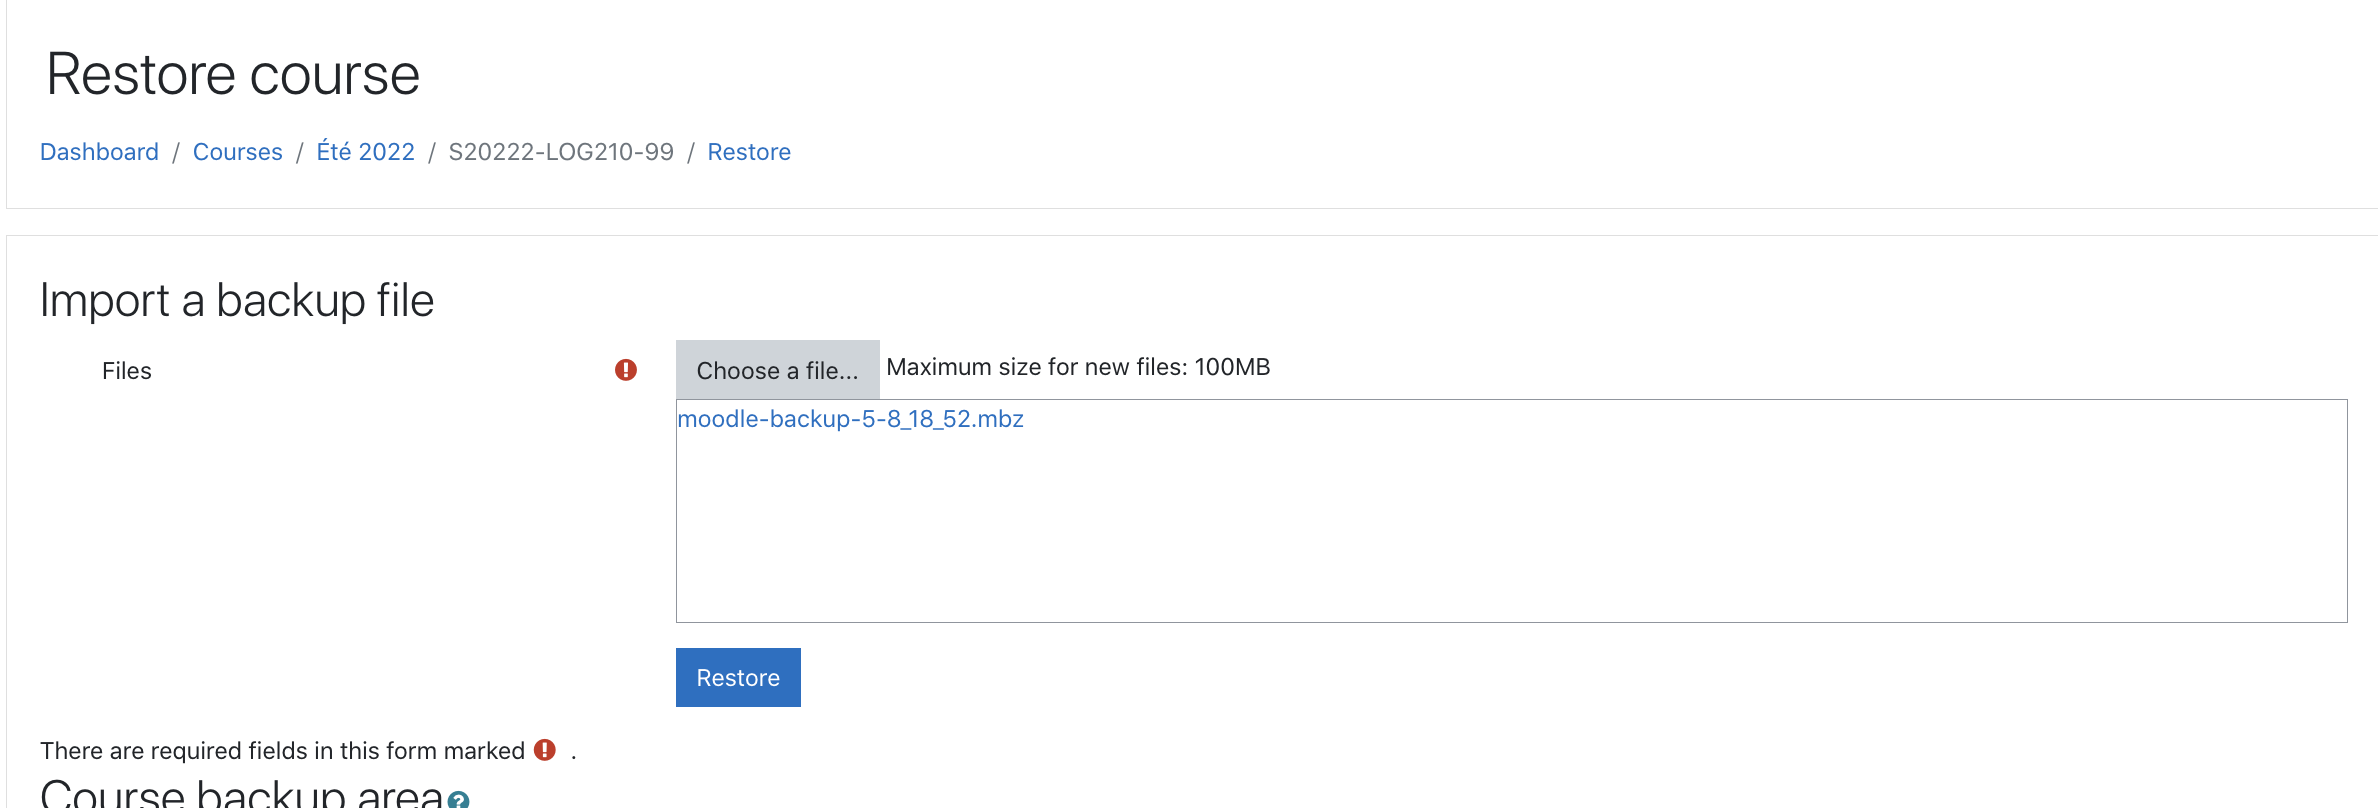 Restore course
Dashboard / Courses / Été 2022 / S20222-LOG210-99 / Restore
Import a backup file
Files
Choose a file... Maximum size for new files: 100MB
moodle-backup-5-8_18_52.mbz
Restore
There are required fields in this form marked .
Course backup area